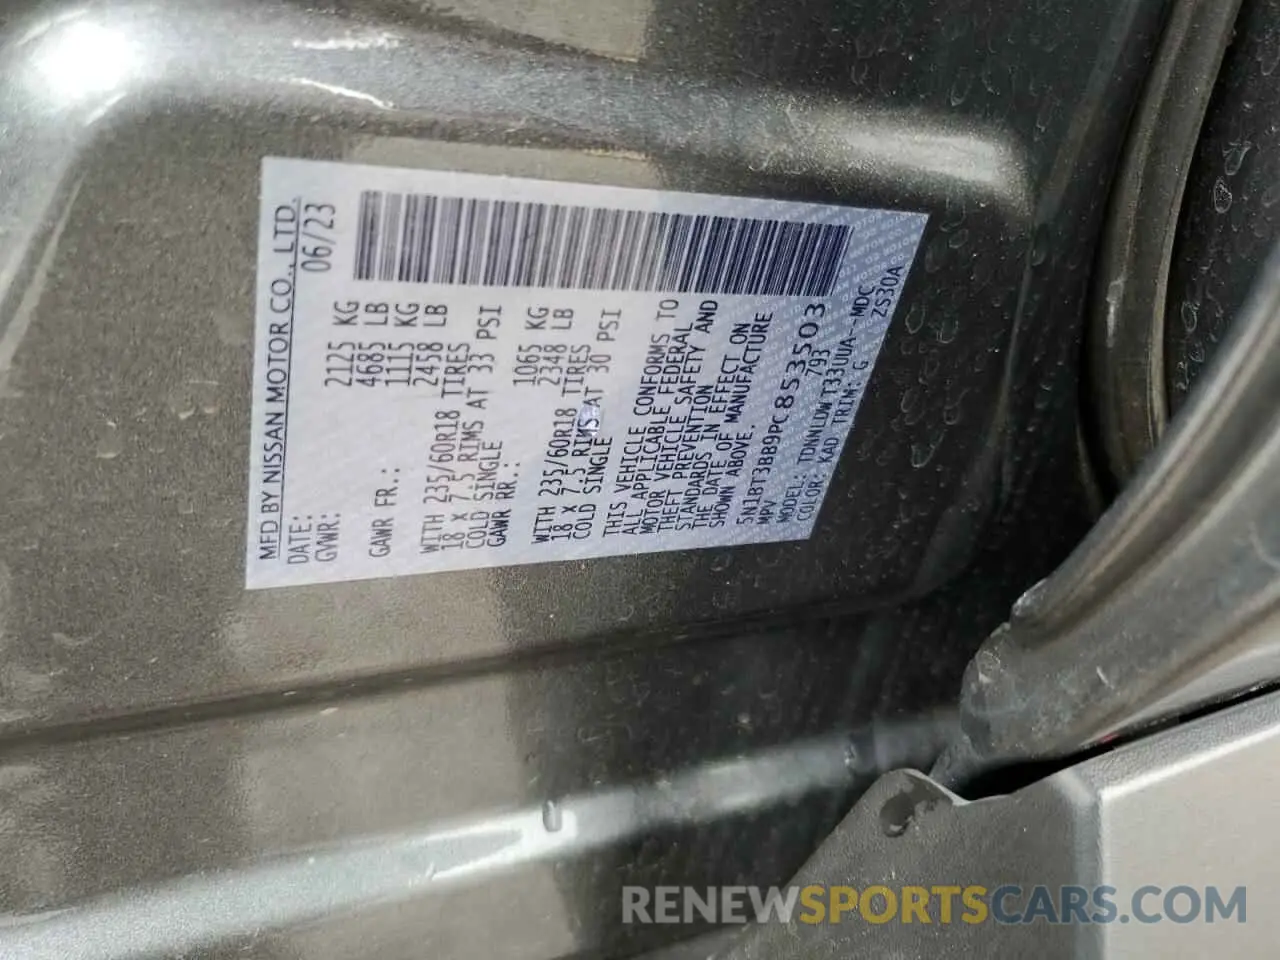 MFD BY NISSAN MOTOR CO., LTD.
DATE: 06/23
GVWR: 2125 KG
4685 LB
GAWR FR.: 1115 KG
2458 LB
WITH 235/60R18 TIRES
18 X 7.5 RIMS AT 33 PSI
COLD SINGLE
GAWR RR.: 1065 KG
2348 LB
WITH 235/60R18 TIRES
18 X 7.5 RIMS AT 30 PSI
COLD SINGLE
THIS VEHICLE CONFORMS TO
ALL APPLICABLE FEDERAL
MOTOR VEHICLE SAFETY AND
THEFT PREVENTION
STANDARDS IN EFFECT ON
THE DATE OF MANUFACTURE
SHOWN ABOVE.
5N1BT3BB9PC853503
MPV 793
MODEL: TDNNLDW T33UUA--MDC
COLOR: KAD TRIM: G ZS30A
RENEWSPORTSCARS.COM